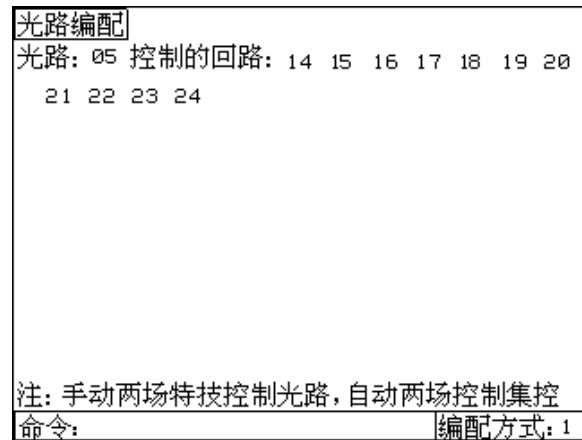 光路编配
光路: 05 控制的回路: 14 15 16 17 18 19 20
21 22 23 24
注: 手动两场特技控制光路,自动两场控制集控
命令: 编配方式: 1